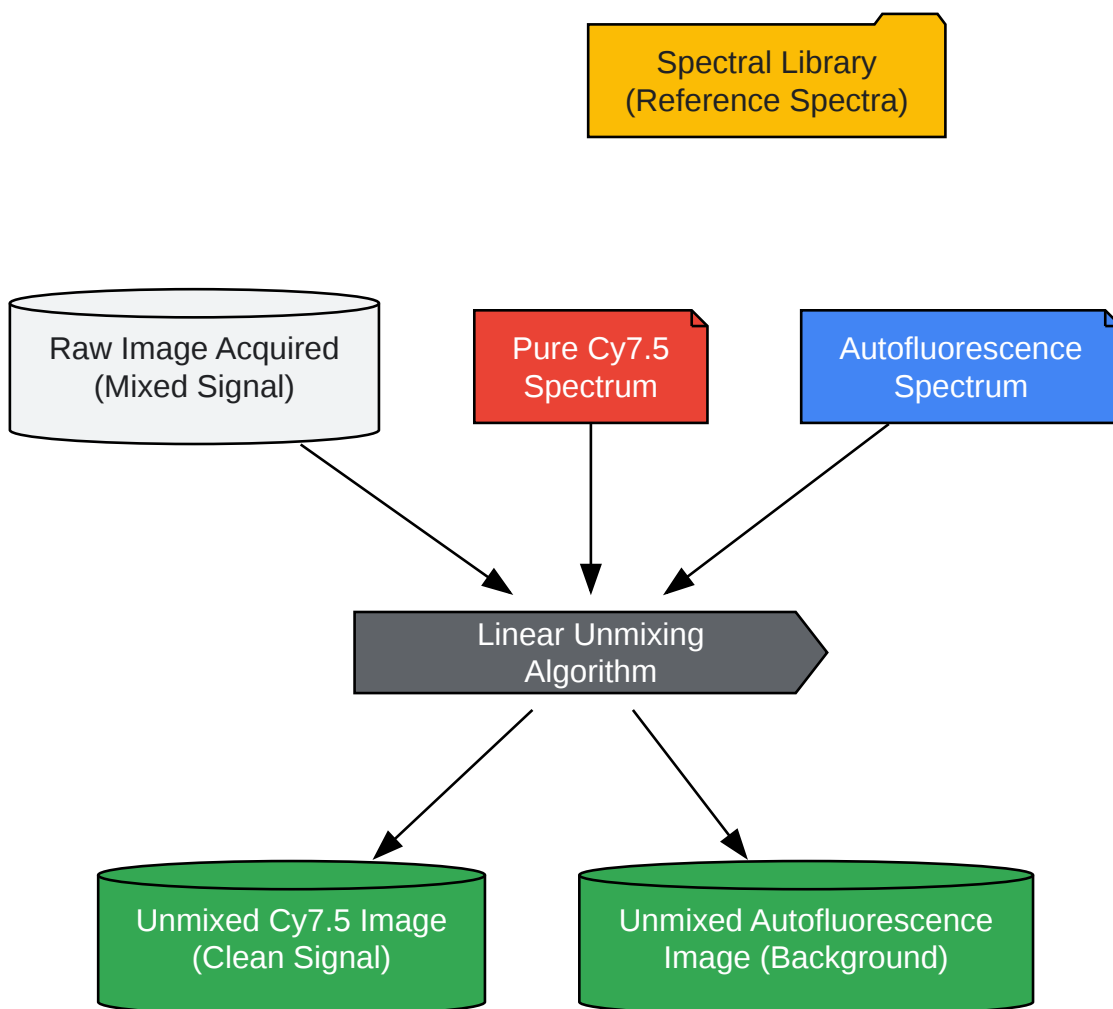 Spectral Library
(Reference Spectra)
Raw Image Acquired
(Mixed Signal)
Pure Cy7.5
Spectrum
Autofluorescence
Spectrum
Linear Unmixing
Algorithm
Unmixed Cy7.5 Image
(Clean Signal)
Unmixed Autofluorescence
Image (Background)